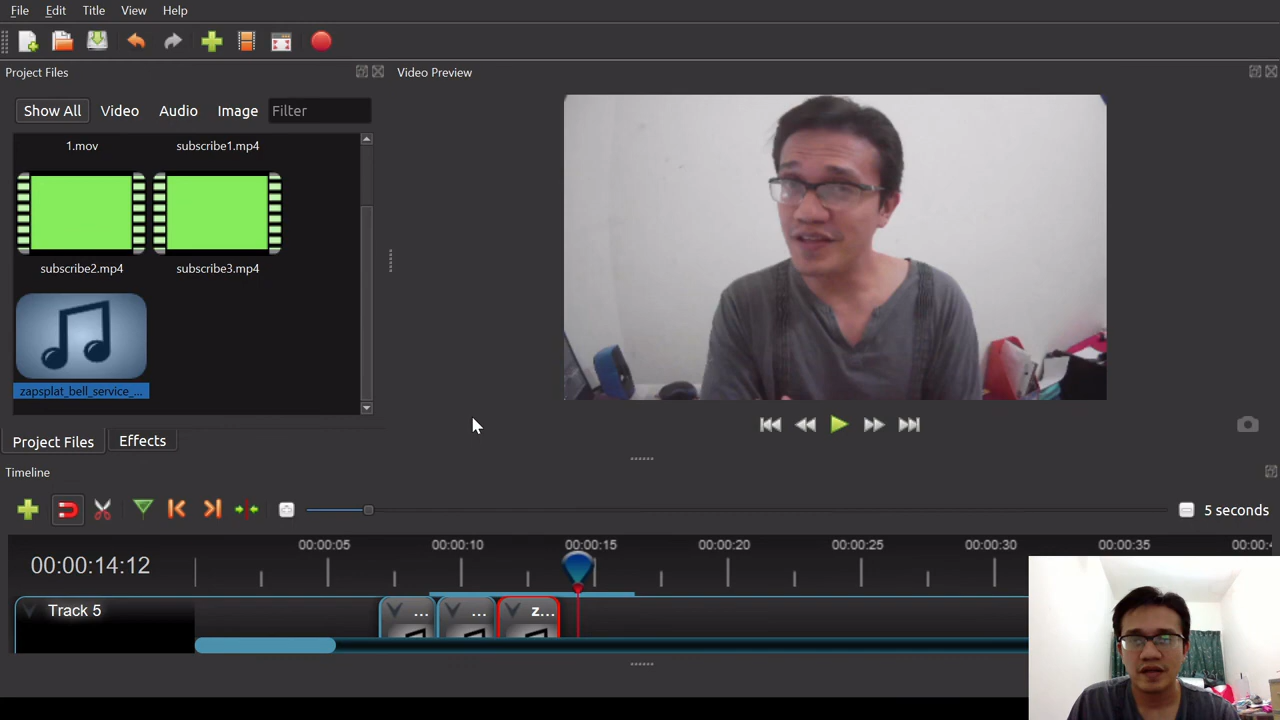 File Edit Title View Help
Project Files
Video Preview
Show All Video Audio Image Filter
1.mov subscribe1.mp4
subscribe2.mp4 subscribe3.mp4
zapsplat_bell_service_...
Project Files Effects
Timeline
5 seconds
00:00:05 00:00:10 00:00:15 00:00:20 00:00:25 00:00:30 00:00:35 00:00:4
00:00:14:12
Track 5 ... ... z...